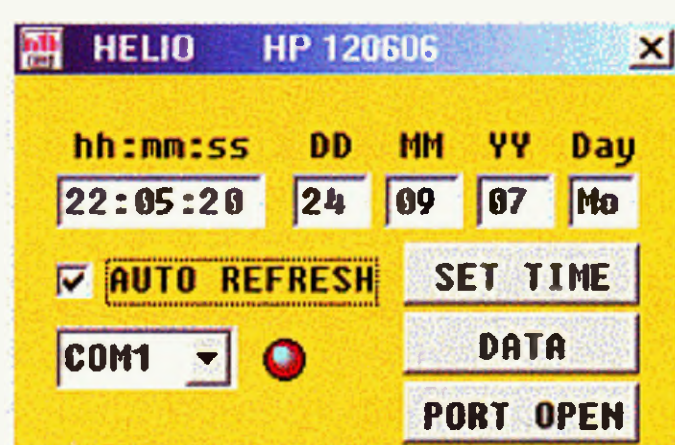 HELIO HP 120606
hh:mm:ss DD MM YY Day
22:05:20 24 09 07 Mo
AUTO REFRESH SET TIME
COM1 DATA
PORT OPEN